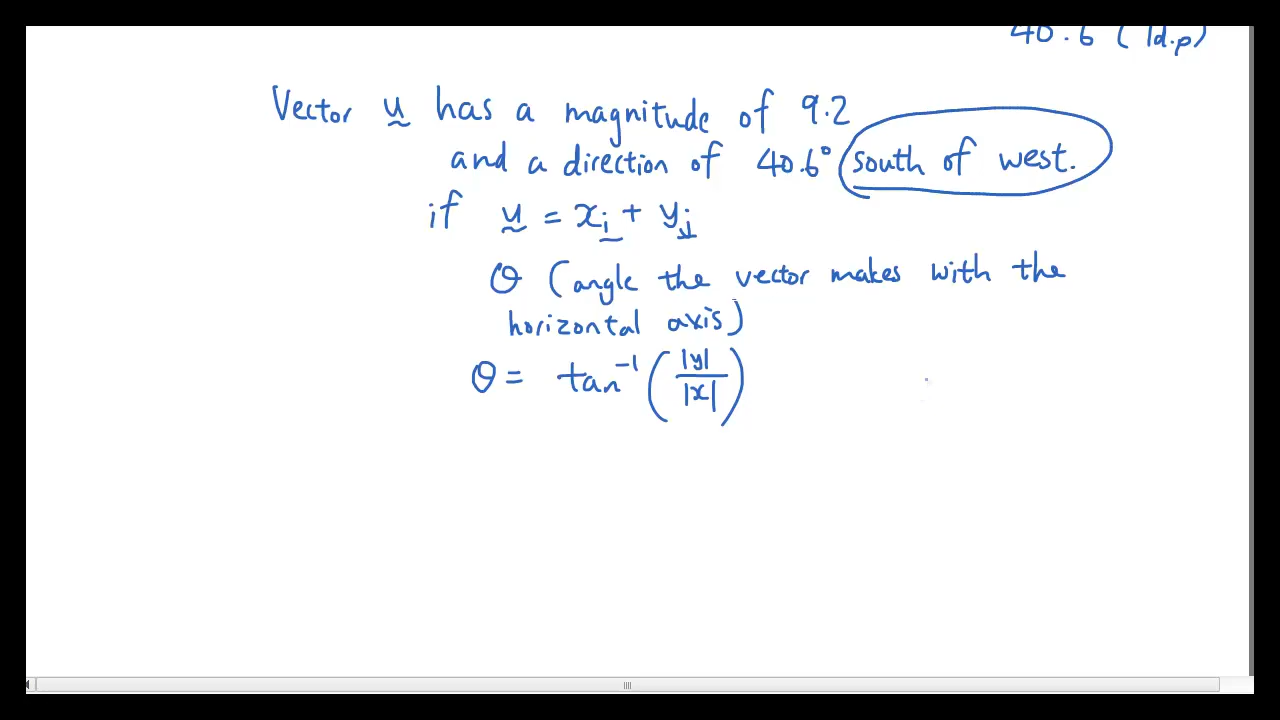 40.6 (1d.p)
Vector u has a magnitude of 9.2
and a direction of 40.6° south of west.
if u = xi + yj
θ (angle the vector makes with the
horizontal axis)
θ = tan⁻¹ (|y| / |x|)